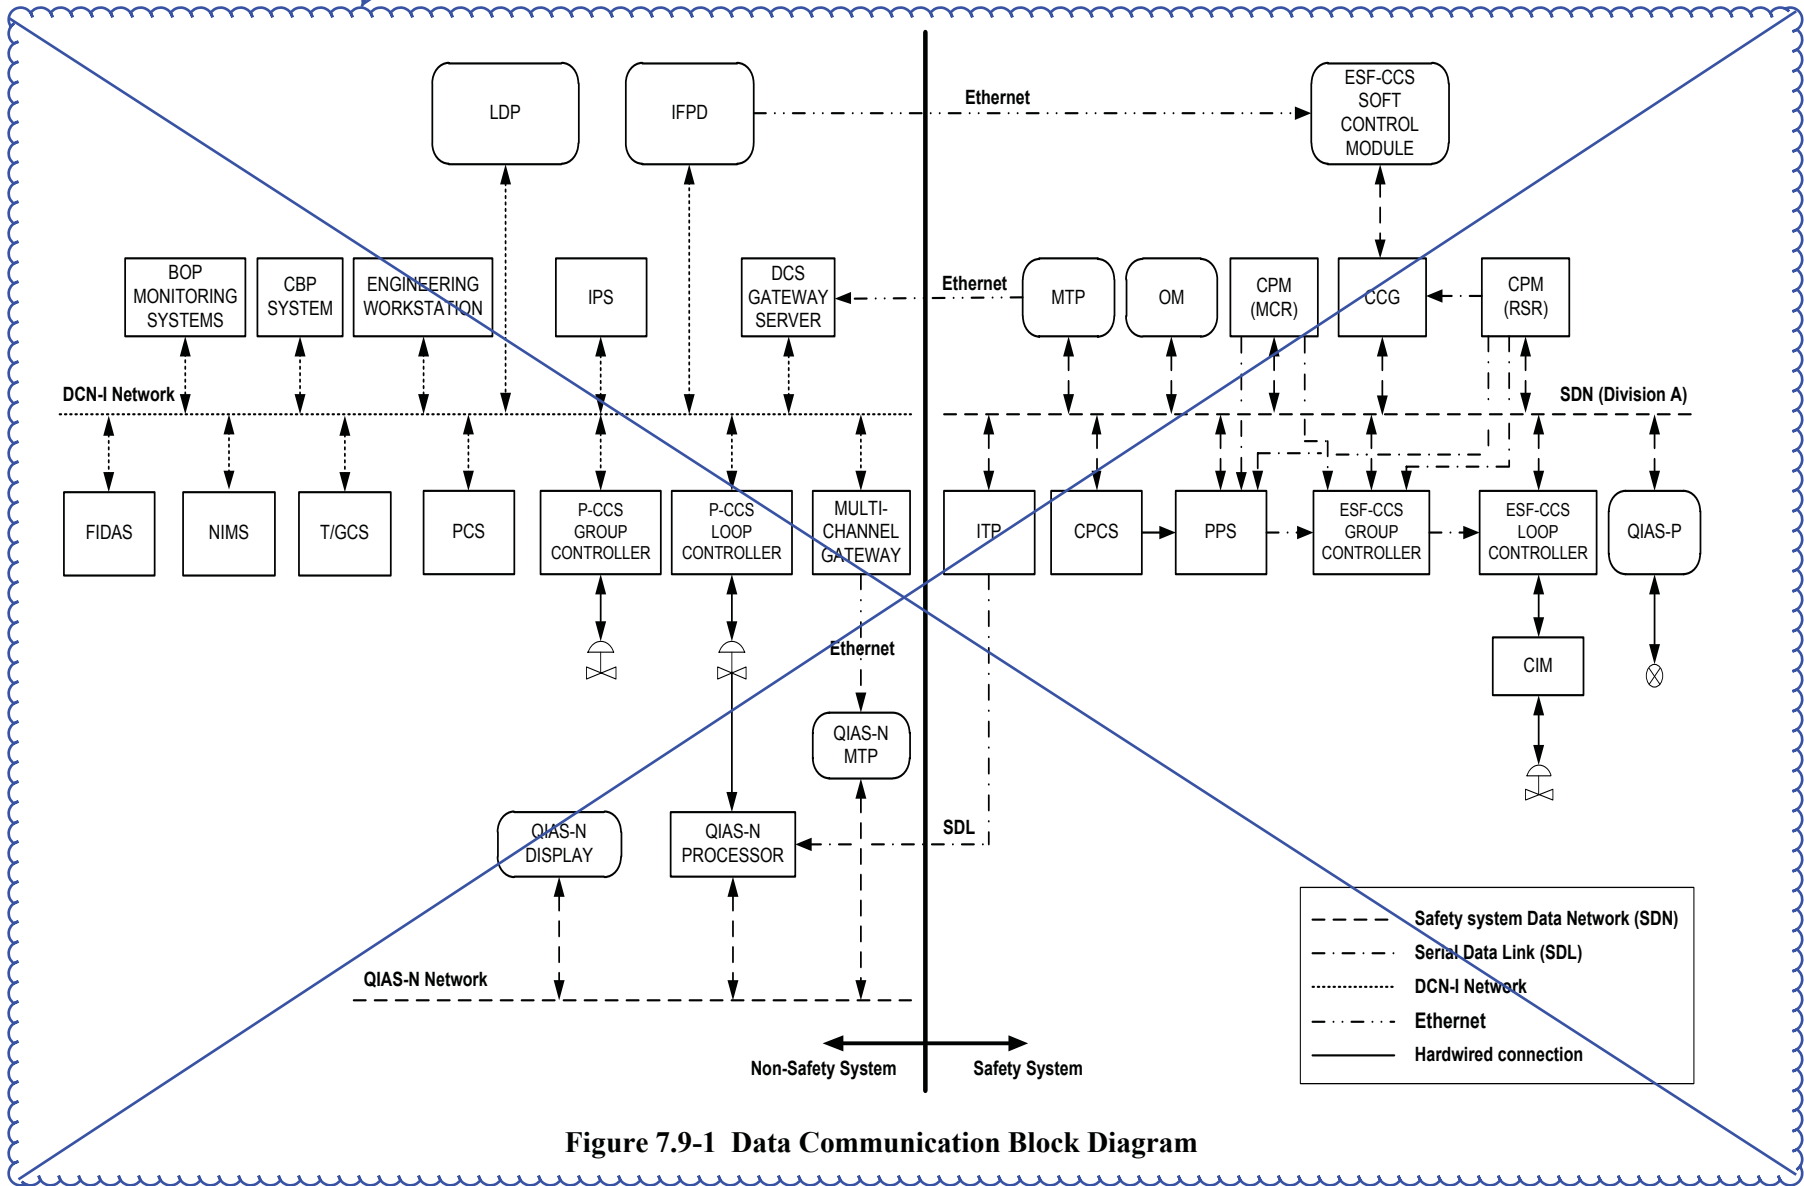 LDP
IFPD
Ethernet
ESF-CCS
SOFT
CONTROL
MODULE
BOP
MONITORING
SYSTEMS
CBP
SYSTEM
ENGINEERING
WORKSTATION
IPS
DCS
GATEWAY
SERVER
Ethernet
MTP
OM
CPM
(MCR)
CCG
CPM
(RSR)
DCN-I Network
SDN (Division A)
FIDAS
NIMS
T/GCS
PCS
P-CCS
GROUP
CONTROLLER
P-CCS
LOOP
CONTROLLER
MULTI-
CHANNEL
GATEWAY
ITP
CPCS
PPS
ESF-CCS
GROUP
CONTROLLER
ESF-CCS
LOOP
CONTROLLER
QIAS-P
Ethernet
CIM
QIAS-N
MTP
QIAS-N
DISPLAY
QIAS-N
PROCESSOR
SDL
QIAS-N Network
Safety system Data Network (SDN)
Serial Data Link (SDL)
DCN-I Network
Ethernet
Hardwired connection
Non-Safety System
Safety System
Figure 7.9-1 Data Communication Block Diagram